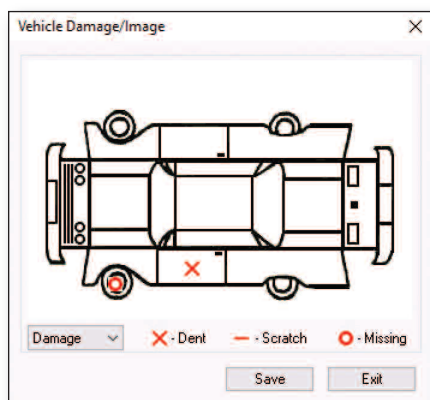 Vehicle Damage/Image
Damage
- Dent
- Scratch
- Missing
Save
Exit